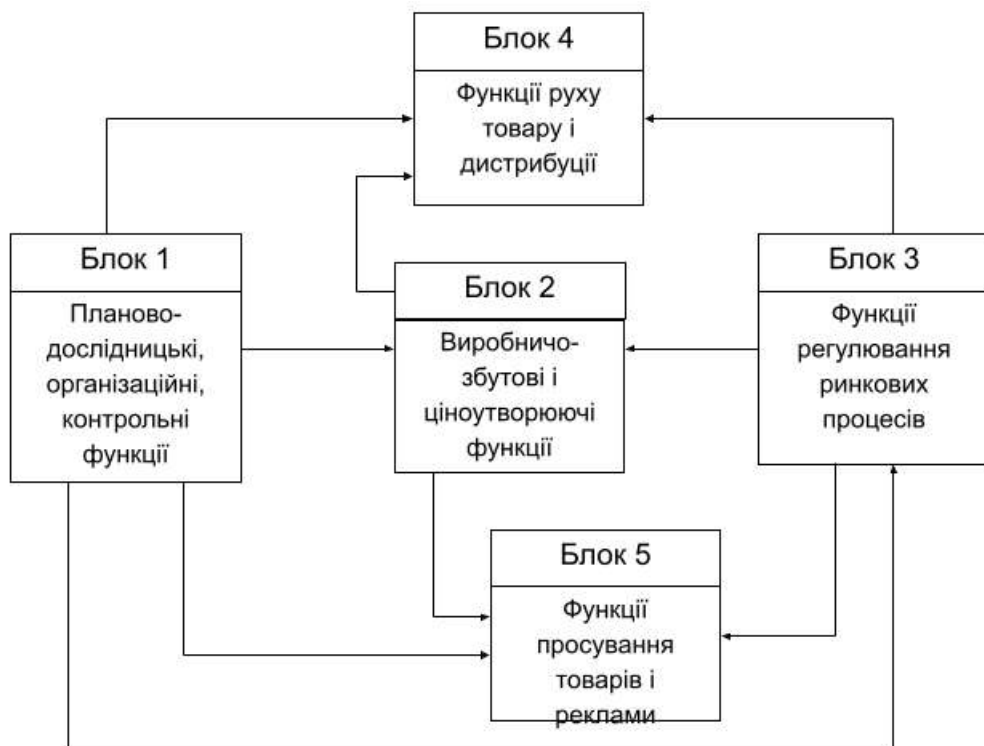 Блок 4
Функції руху
товару і
дистрибуції
Блок 1
Планово-
дослідницькі,
організаційні,
контрольні
функції
Блок 2
Виробничо-
збутові і
ціноутворюючі
функції
Блок 3
Функції
регулювання
ринкових
процесів
Блок 5
Функції
просування
товарів і
реклами